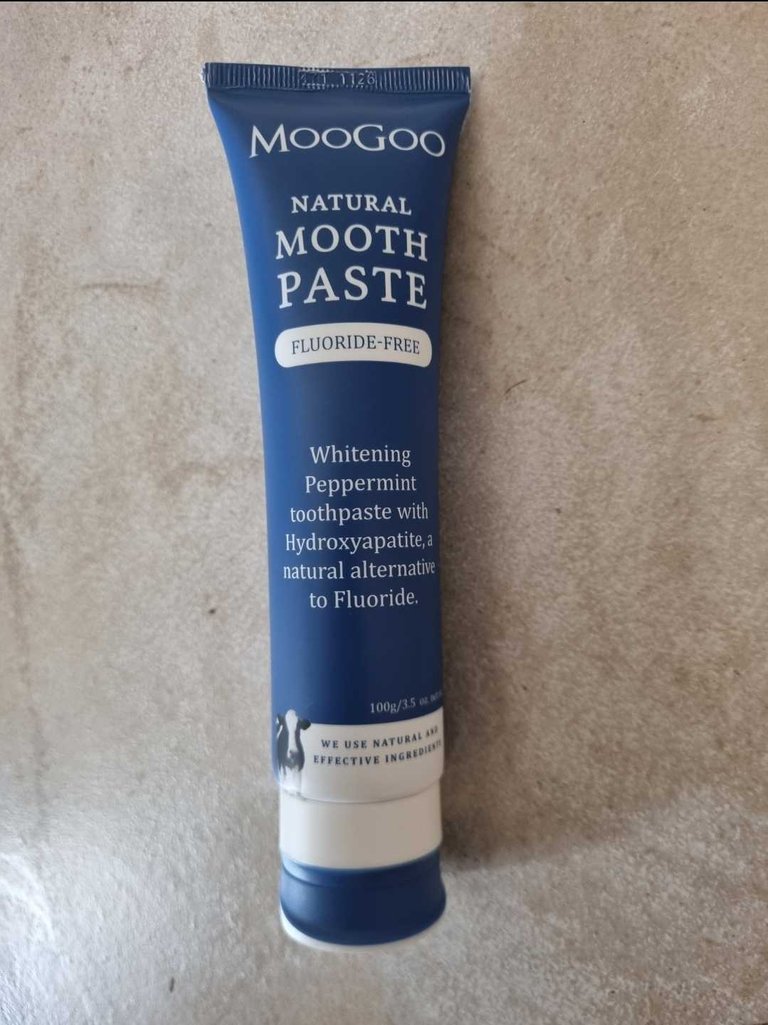 MOOGOO
NATURAL
MOOTH
PASTE
FLUORIDE-FREE
Whitening
Peppermint
toothpaste with
Hydroxyapatite, a
natural alternative
to Fluoride.
100g/3.5 oz.
WE USE NATURAL AND
EFFECTIVE INGREDIENTS